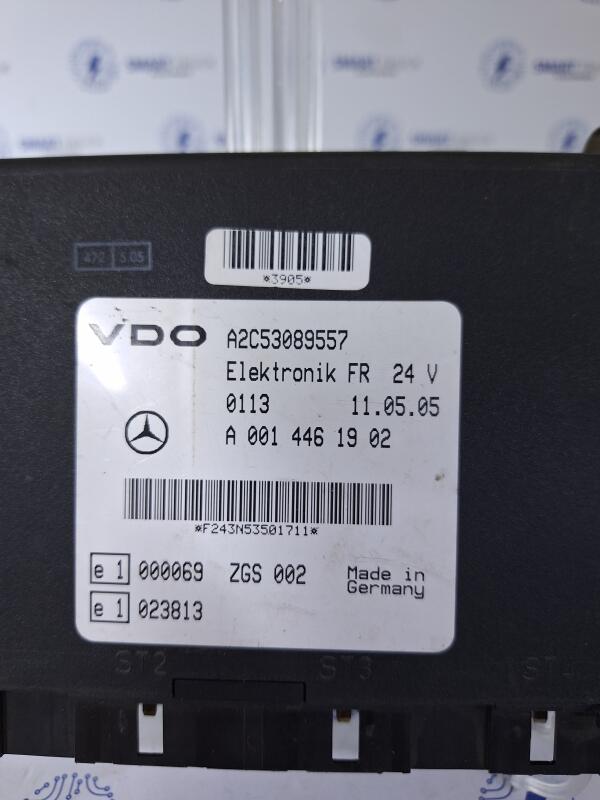 472 5.05
*3905*
VDO A2C53089557
Elektronik FR 24 V
0113 11.05.05
A 001 446 19 02
*F243N53501711*
e 1 000069 ZGS 002 Made in
Germany
e 1 023813
ST2 ST3 ST4